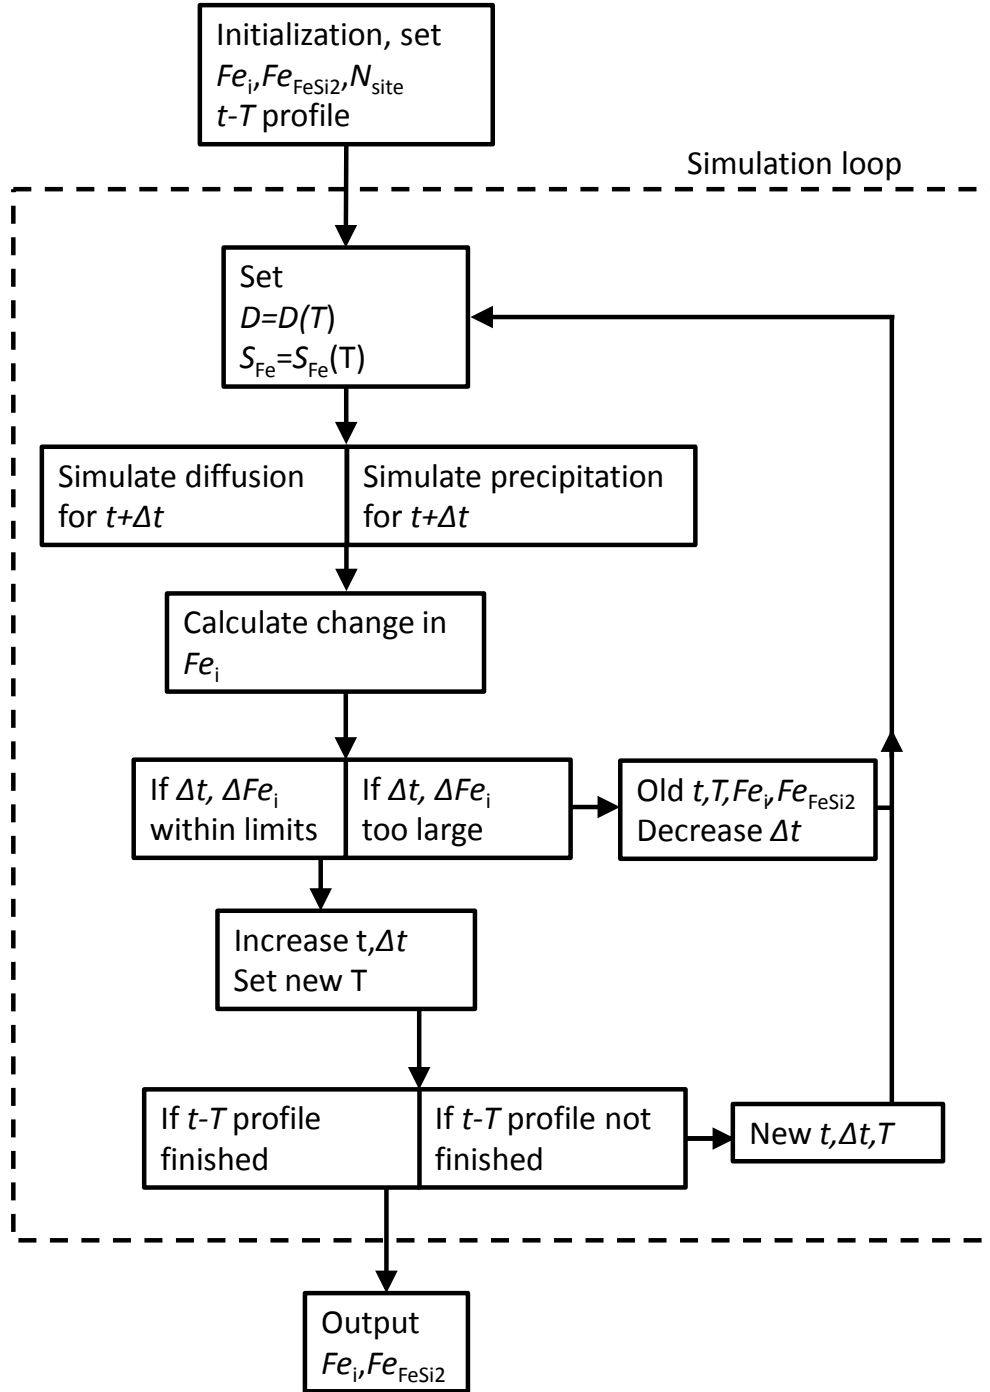 Initialization, set
Fei,FeFeSi2,Nsite
t-T profile
Simulation loop
Set
D=D(T)
SFe=SFe(T)
Simulate diffusion
for t+Δt
Simulate precipitation
for t+Δt
Calculate change in
Fei
If Δt, ΔFei
within limits
If Δt, ΔFei
too large
Old t,T,Fei,FeFeSi2
Decrease Δt
Increase t,Δt
Set new T
If t-T profile
finished
If t-T profile not
finished
New t,Δt,T
Output
Fei,FeFeSi2